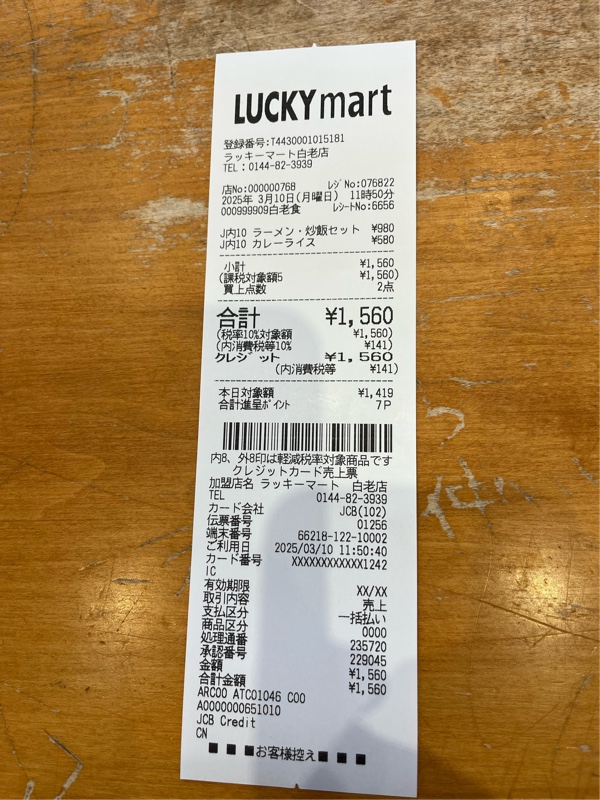 LUCKYmart
登録番号:T4430001015181
ラッキーマート白老店
TEL:0144-82-3939
店No:000000768 レジNo:076822
2025年 3月10日(月曜日) 11時50分
000999909白老食 レシートNo:6656
J内10 ラーメン・炒飯セット ¥980
J内10 カレーライス ¥580
小計 ¥1,560
(課税対象額5 ¥1,560)
買上点数 2点
合計 ¥1,560
(税率10%対象額 ¥1,560)
(内消費税等10% ¥141)
クレジット ¥1,560
(内消費税等 ¥141)
本日対象額 ¥1,419
合計進呈ポイント 7P
内8、外8印は軽減税率対象商品です
クレジットカード売上票
加盟店名 ラッキーマート 白老店
TEL 0144-82-3939
カード会社 JCB(102)
伝票番号 01256
端末番号 66218-122-10002
ご利用日 2025/03/10 11:50:40
カード番号 XXXXXXXXXXXX1242
IC
有効期限 XX/XX
取引内容 売上
支払区分 一括払い
商品区分 0000
処理通番 235720
承認番号 229045
金額 ¥1,560
合計金額 ¥1,560
ARC00 ATC01046 C00
A0000000651010
JCB Credit
CN
■ ■ ■お客様控え■ ■ ■